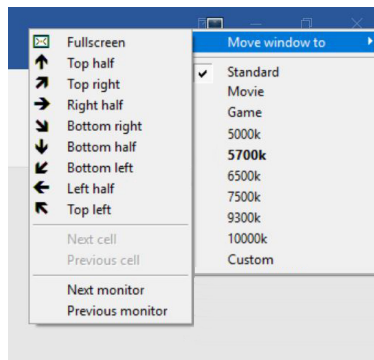 Fullscreen
Top half
Top right
Right half
Bottom right
Bottom half
Bottom left
Left half
Top left
Next cell
Previous cell
Next monitor
Previous monitor
Move window to
Standard
Movie
Game
5000k
5700k
6500k
7500k
9300k
10000k
Custom